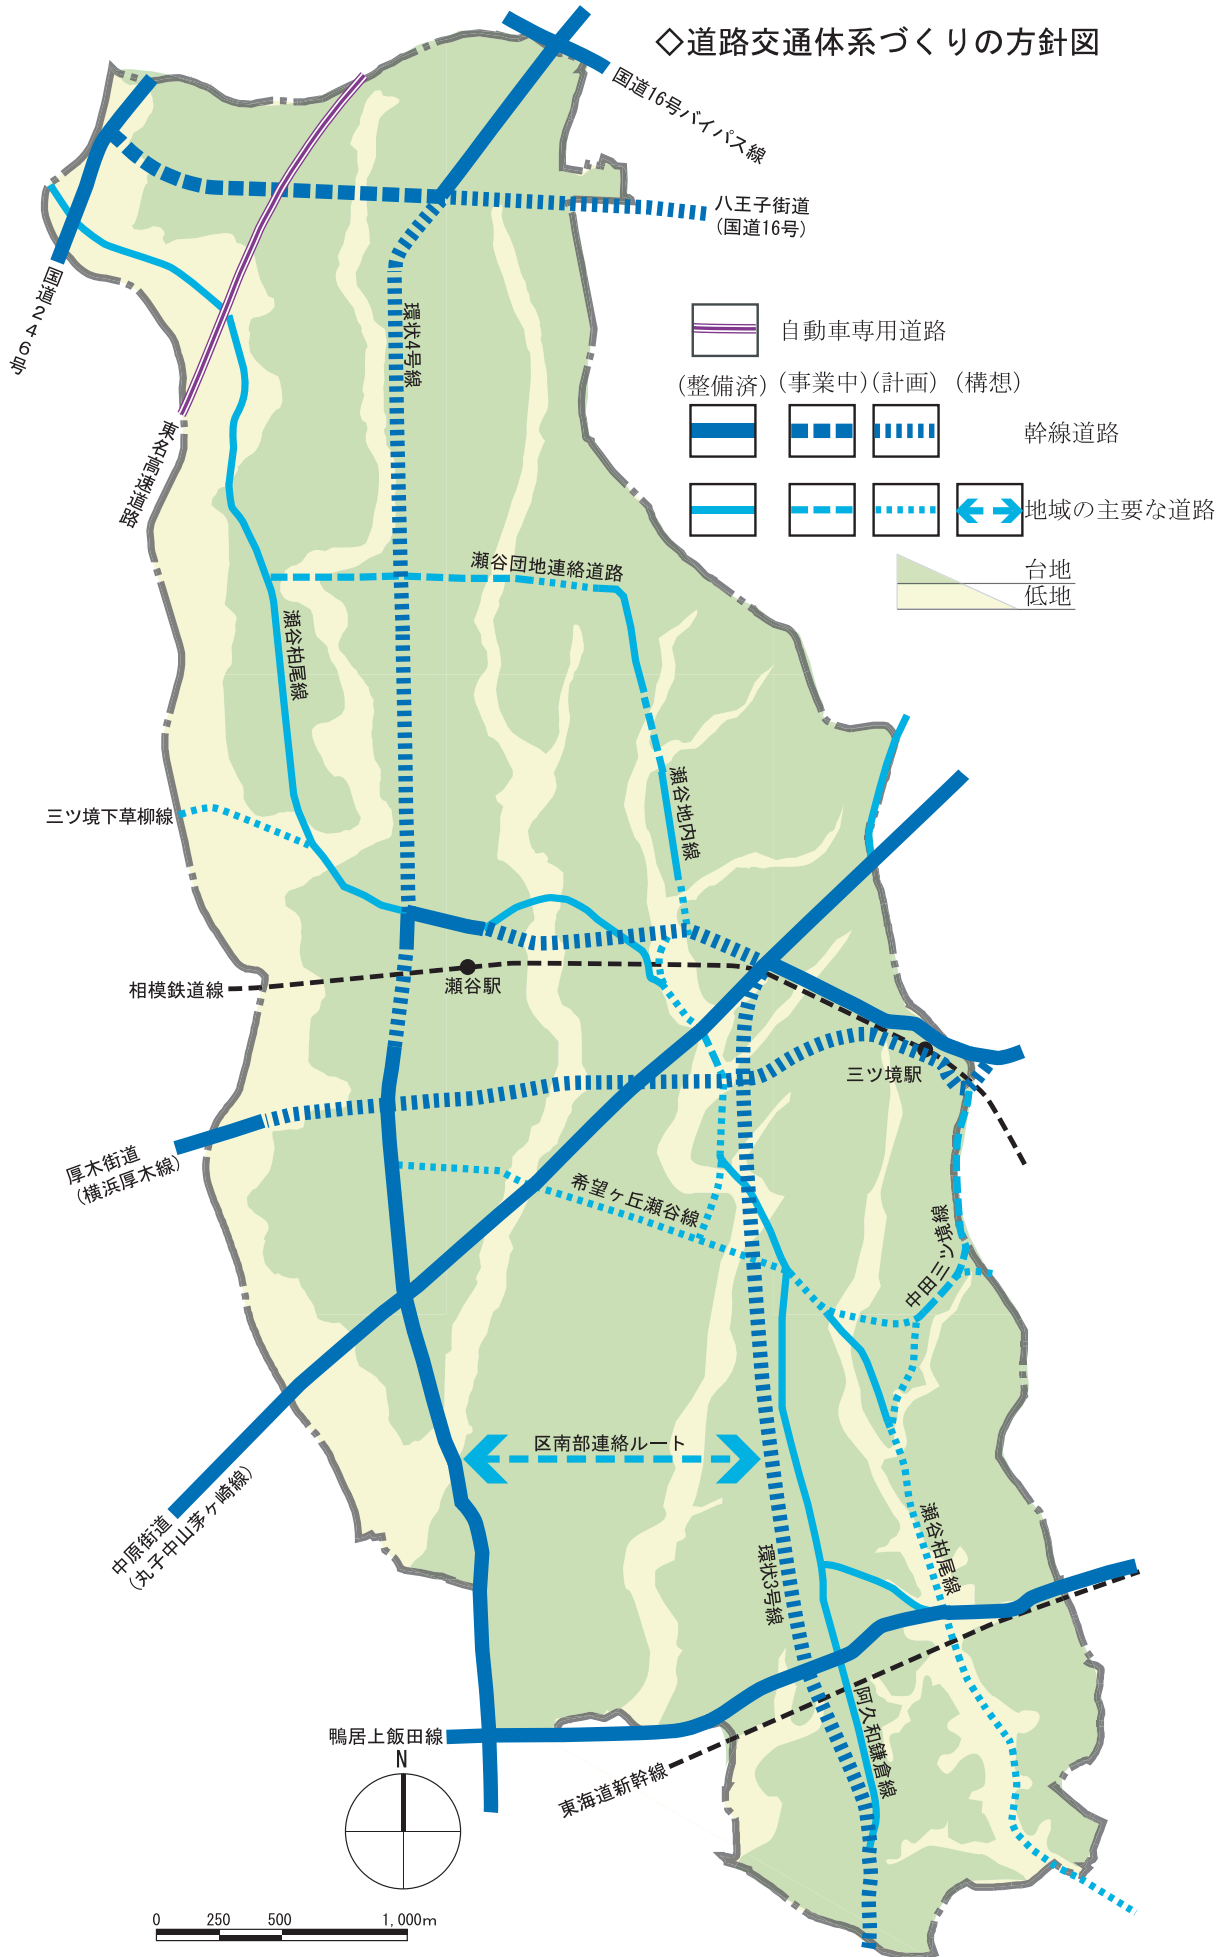 ◇道路交通体系づくりの方針図
国道16号バイパス線
八王子街道
(国道16号)
国道246号
環状4号線
東名高速道路
自動車専用道路
(整備済) (事業中) (計画) (構想)
幹線道路
地域の主要な道路
台地
低地
瀬谷団地連絡道路
瀬谷柏尾線
瀬谷地内線
三ツ境下草柳線
相模鉄道線
瀬谷駅
三ツ境駅
厚木街道
(横浜厚木線)
希望ヶ丘瀬谷線
中田三ツ境線
区南部連絡ルート
中原街道
(丸子中山茅ヶ崎線)
瀬谷柏尾線
環状3号線
阿久和鎌倉線
鴨居上飯田線
東海道新幹線
N
0 250 500 1,000m